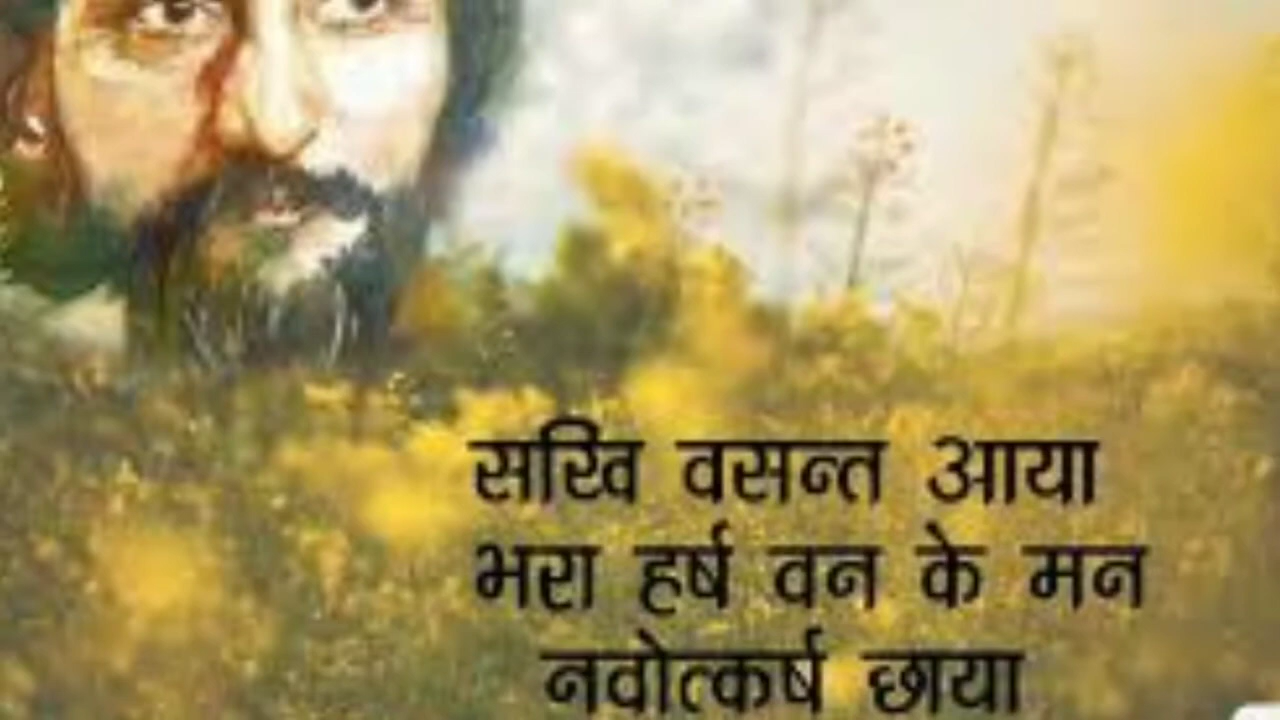 सखि वसन्त आया
भरा हर्ष वन के मन
नवोत्कर्ष छाया